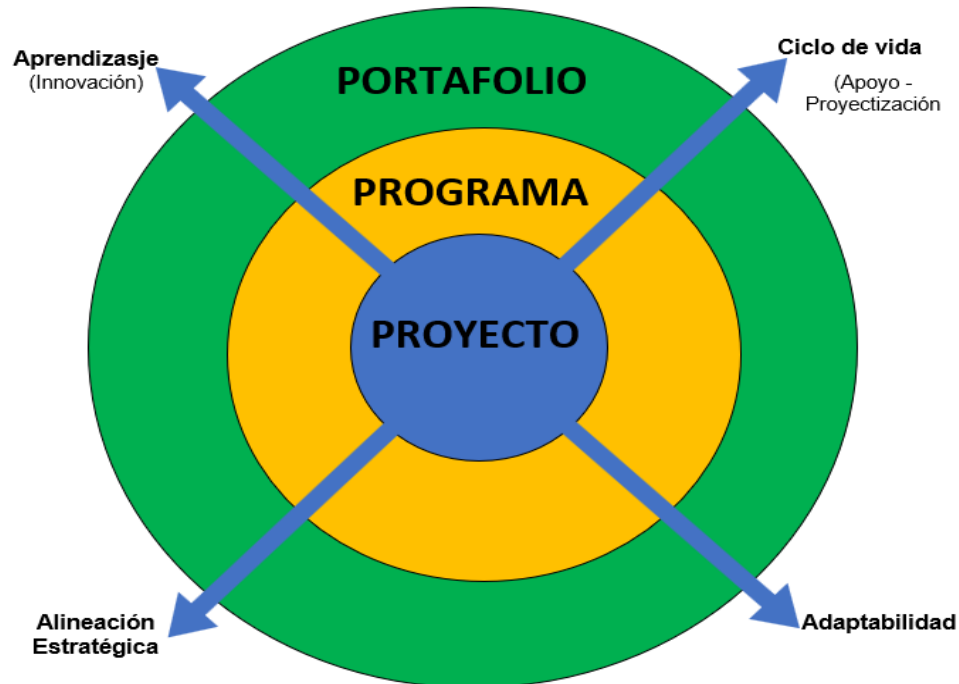 Aprendizasje
(Innovación)
Ciclo de vida
(Apoyo -
Proyectización
PORTAFOLIO
PROGRAMA
PROYECTO
Alineación
Estratégica
Adaptabilidad